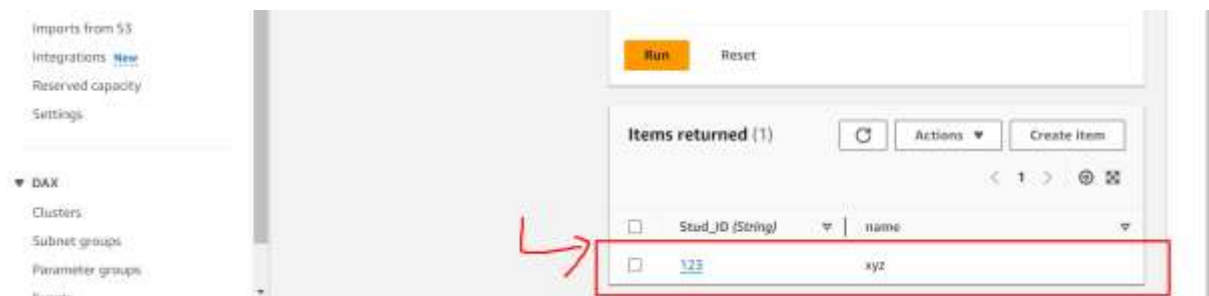 Imports from S3
Integrations New
Reserved capacity
Settings
DAX
Clusters
Subnet groups
Parameter groups
Events
Run Reset
Items returned (1)
Actions Create item
1
Stud_ID (String) name
123 xyz